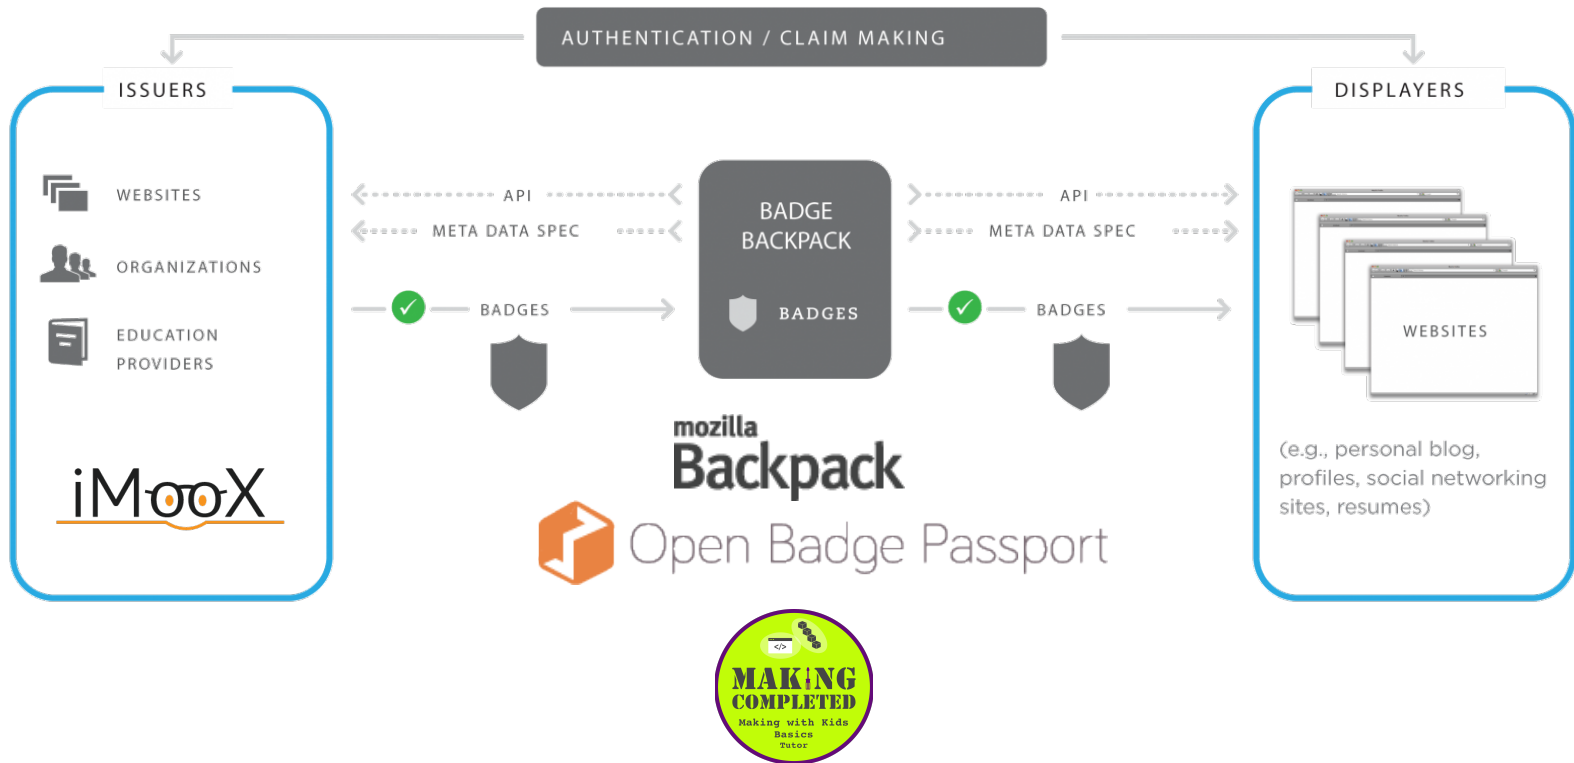 AUTHENTICATION / CLAIM MAKING
ISSUERS
WEBSITES
ORGANIZATIONS
EDUCATION
PROVIDERS
iMooX
API
META DATA SPEC
BADGES
BADGE
BACKPACK
BADGES
mozilla
Backpack
Open Badge Passport
</>
MAKING
COMPLETED
Making with Kids
Basics
Tutor
API
META DATA SPEC
BADGES
DISPLAYERS
WEBSITES
(e.g., personal blog,
profiles, social networking
sites, resumes)